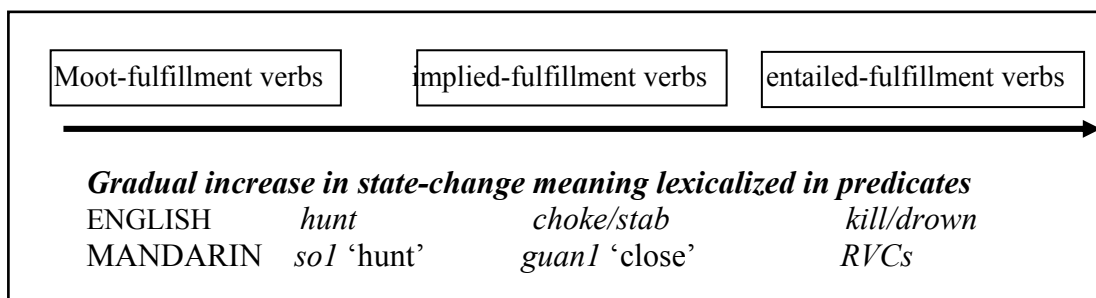 Moot-fulfillment verbs implied-fulfillment verbs entailed-fulfillment verbs
Gradual increase in state-change meaning lexicalized in predicates
ENGLISH hunt choke/stab kill/drown
MANDARIN so1 ‘hunt’ guan1 ‘close’ RVCs